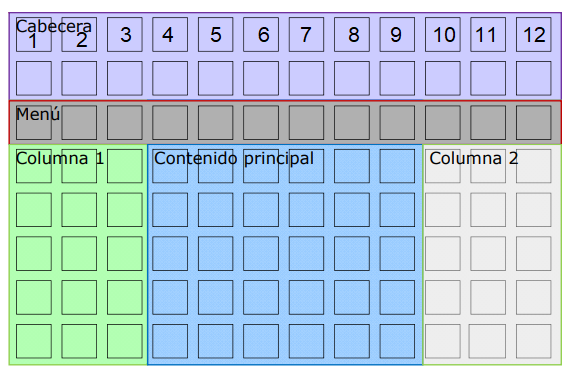 Cabecera
1 2 3 4 5 6 7 8 9 10 11 12
Menú
Columna 1 Contenido principal Columna 2